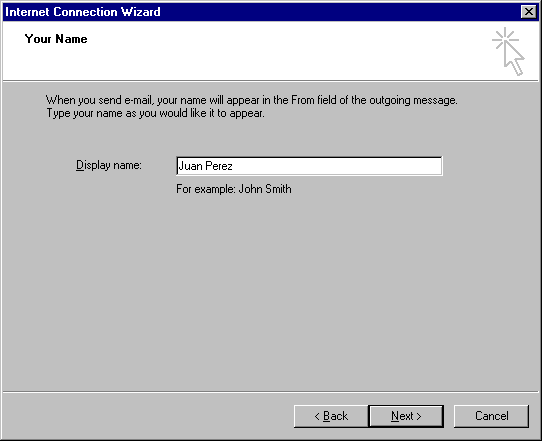 Internet Connection Wizard
Your Name
When you send e-mail, your name will appear in the From field of the outgoing message.
Type your name as you would like it to appear.
Display name: Juan Perez
For example: John Smith
< Back Next > Cancel